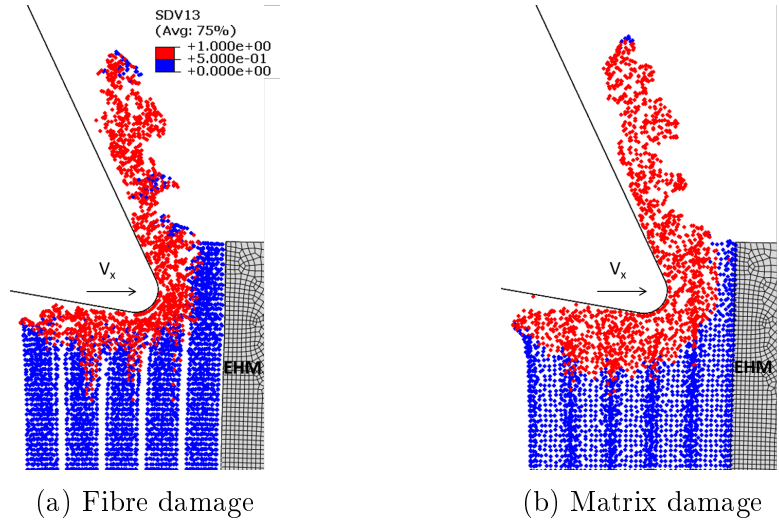 SDV13
(Avg: 75%)
+1.000e+00
+5.000e-01
+0.000e+00
Vx
EHM
Vx
EHM
(a) Fibre damage
(b) Matrix damage